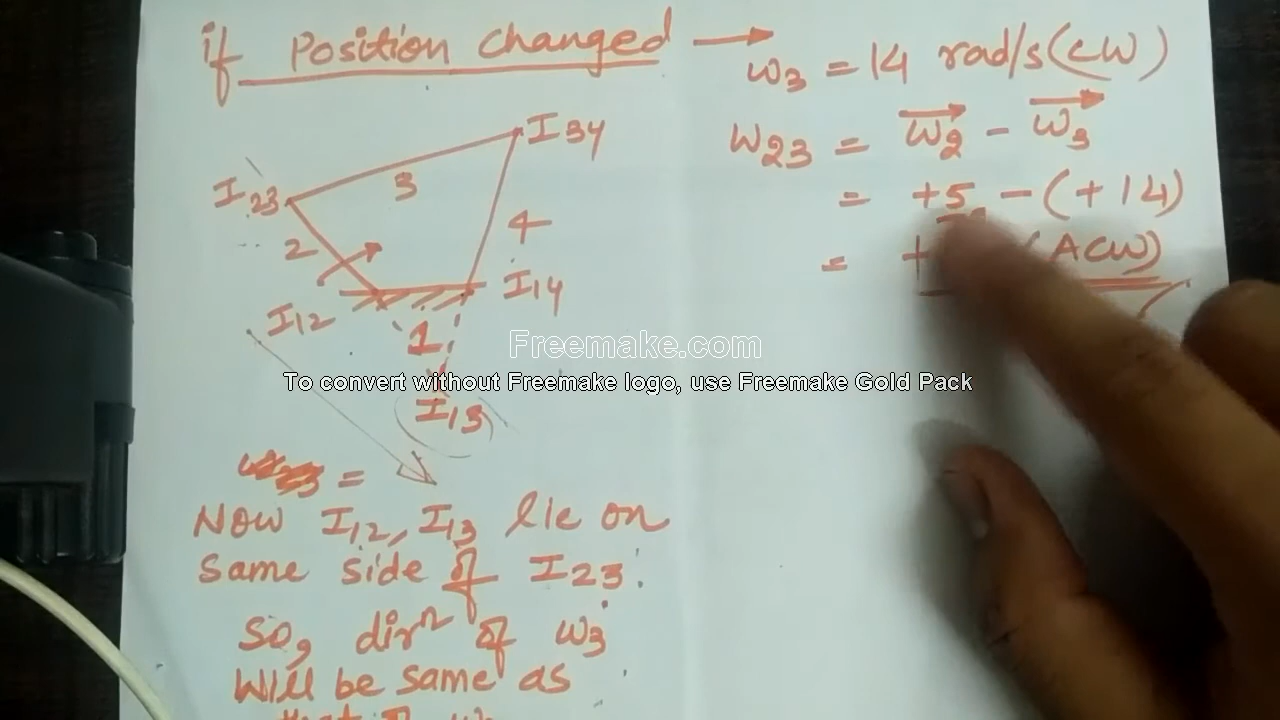 if Position changed →
ω3 = 14 rad/s (CW)
ω23 = ω2 - ω3
= +5 - (+14)
= + (ACW)
I34
3
I23
2
4
I14
I12
1
I13
Freemake.com
To convert without Freemake logo, use Freemake Gold Pack
=
Now I12, I13 lie on
same side of I23.
So, dirn of ω3
will be same as